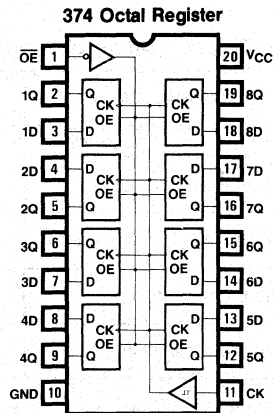 374 Octal Register
OE 1 20 VCC
1Q 2 Q CK OE D CK OE Q 19 8Q
1D 3 D Q D 18 8D
2D 4 D CK OE Q CK OE D 17 7D
2Q 5 Q 16 7Q
3Q 6 Q CK OE D CK OE Q 15 6Q
3D 7 D 14 6D
4D 8 D CK OE Q CK OE D 13 5D
4Q 9 Q 12 5Q
GND 10 11 CK